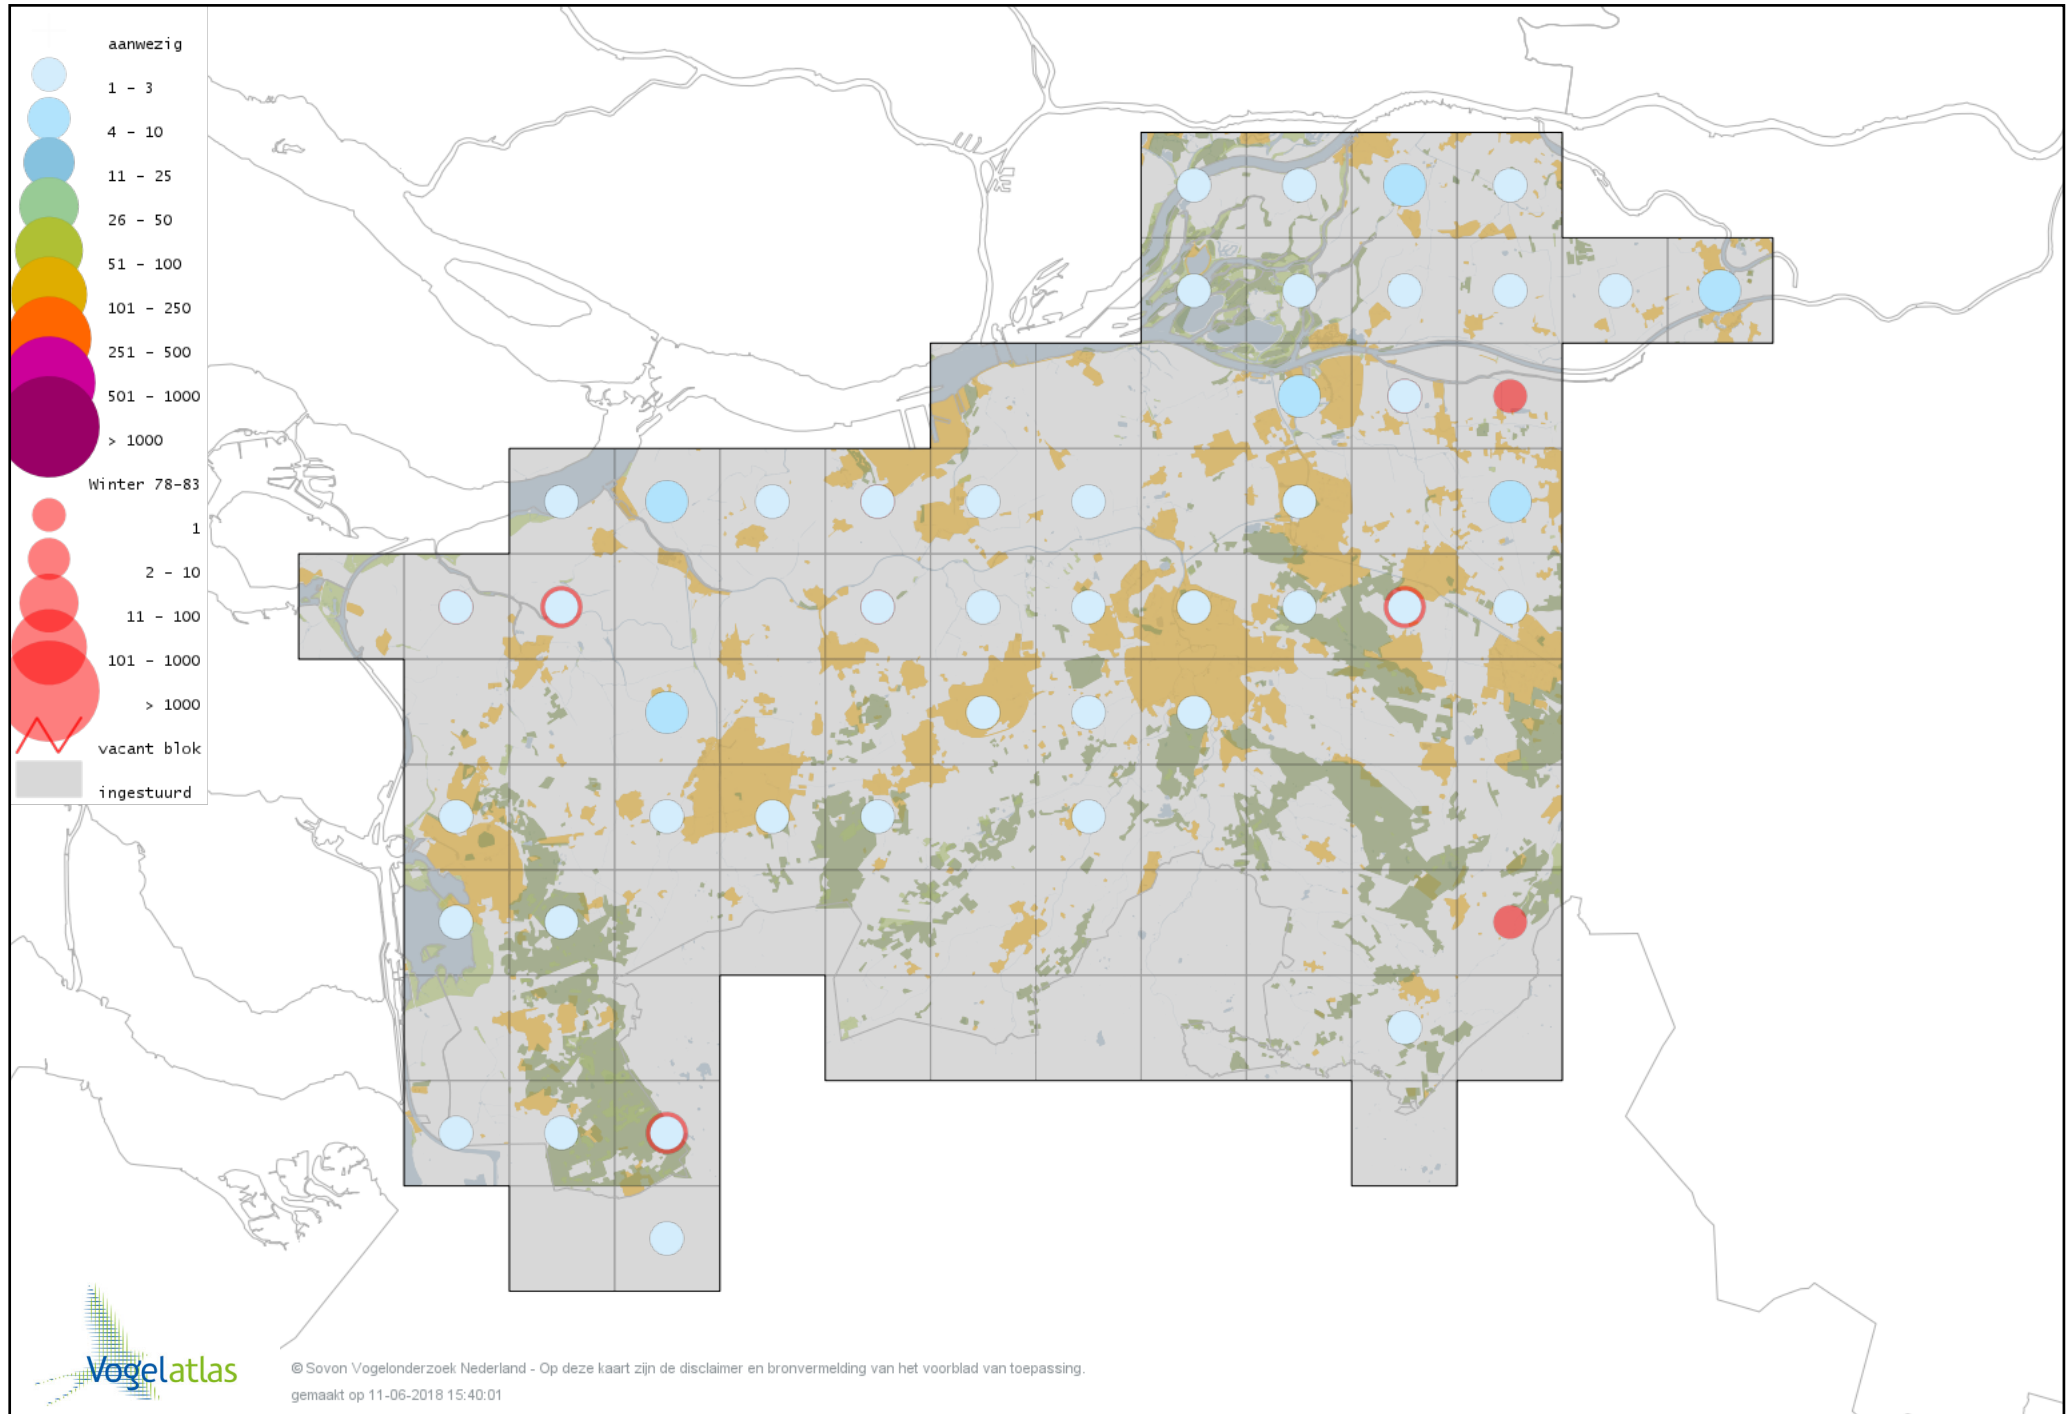 aanwezig
1 - 3
4 - 10
11 - 25
26 - 50
51 - 100
101 - 250
251 - 500
501 - 1000
> 1000
Winter 78-83
1
2 - 10
11 - 100
101 - 1000
> 1000
vacant blok
ingestuurd
Vogelatlas
© Sovon Vogelonderzoek Nederland - Op deze kaart zijn de disclaimer en bronvermelding van het voorblad van toepassing.
gemaakt op 11-06-2018 15:40:01